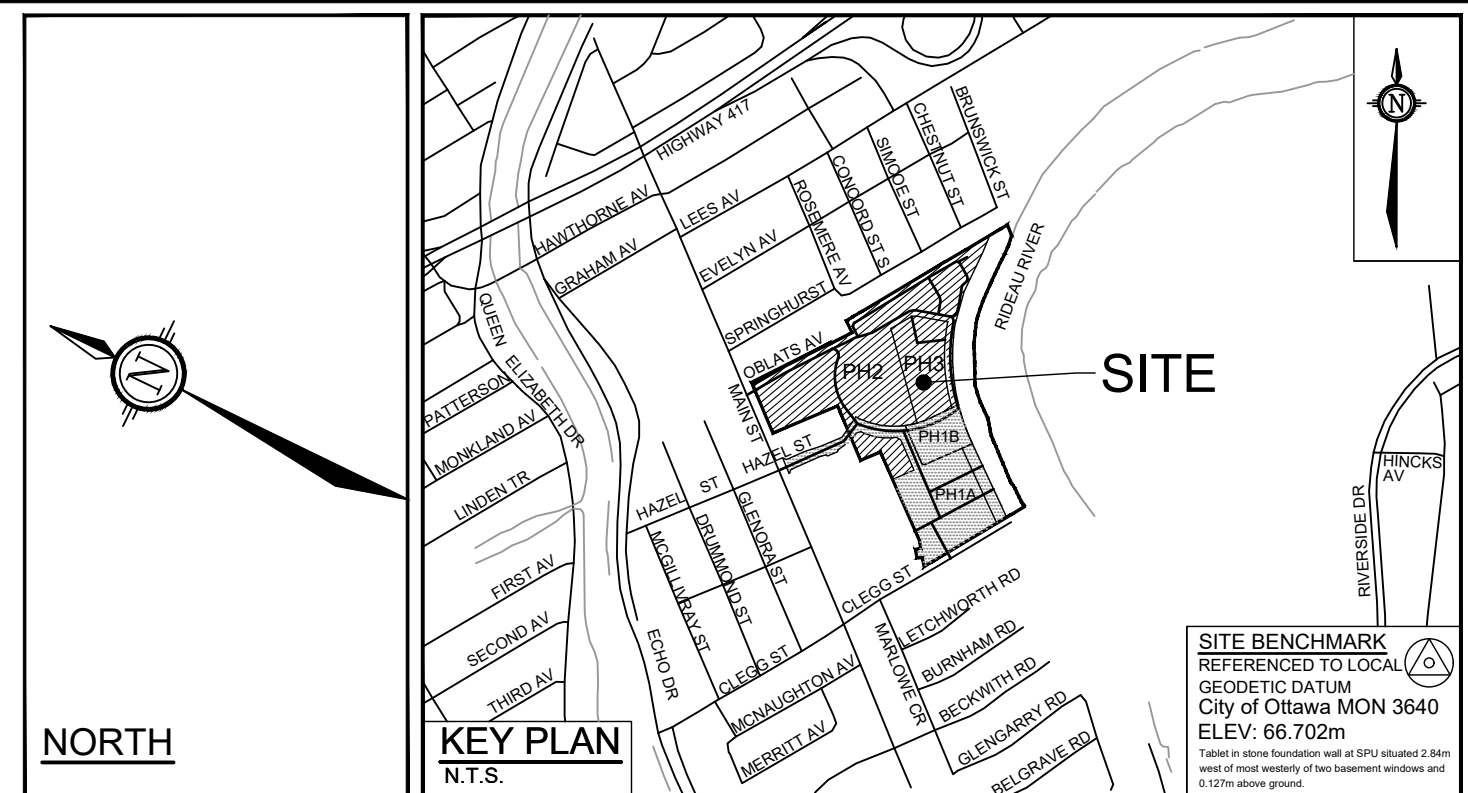 N
NORTH
HIGHWAY 417
HAWTHORNE AV
GRAHAM AV
LEES AV
EVELYN AV
SPRINGHURST
OBLATS AV
ROSEMERE AV
CONCORD ST S
SIMCOE ST
CHESTNUT ST
BRUNSWICK ST
RIDEAU RIVER
QUEEN ELIZABETH DR
PATTERSON
MONKLAND AV
LINDEN TR
FIRST AV
SECOND AV
THIRD AV
MAIN ST
HAZEL ST
HAZEL ST
GLENORA ST
DRUMMOND ST
MCGILLIVRAY ST
ECHO DR
CLEGG ST
CLEGG ST
MCNAUGHTON AV
MERRITT AV
MARLOWE CR
LETCHWORTH RD
BURNHAM RD
BECKWITH RD
GLENGARRY RD
BELGRAVE RD
PH2
PH3
PH1B
PH1A
SITE
N
HINCKS
AV
RIVERSIDE DR
KEY PLAN
N.T.S.
SITE BENCHMARK
REFERENCED TO LOCAL
GEODETIC DATUM
City of Ottawa MON 3640
ELEV: 66.702m
Tablet in stone foundation wall at SPU situated 2.84m
west of most westerly of two basement windows and
0.127m above ground.